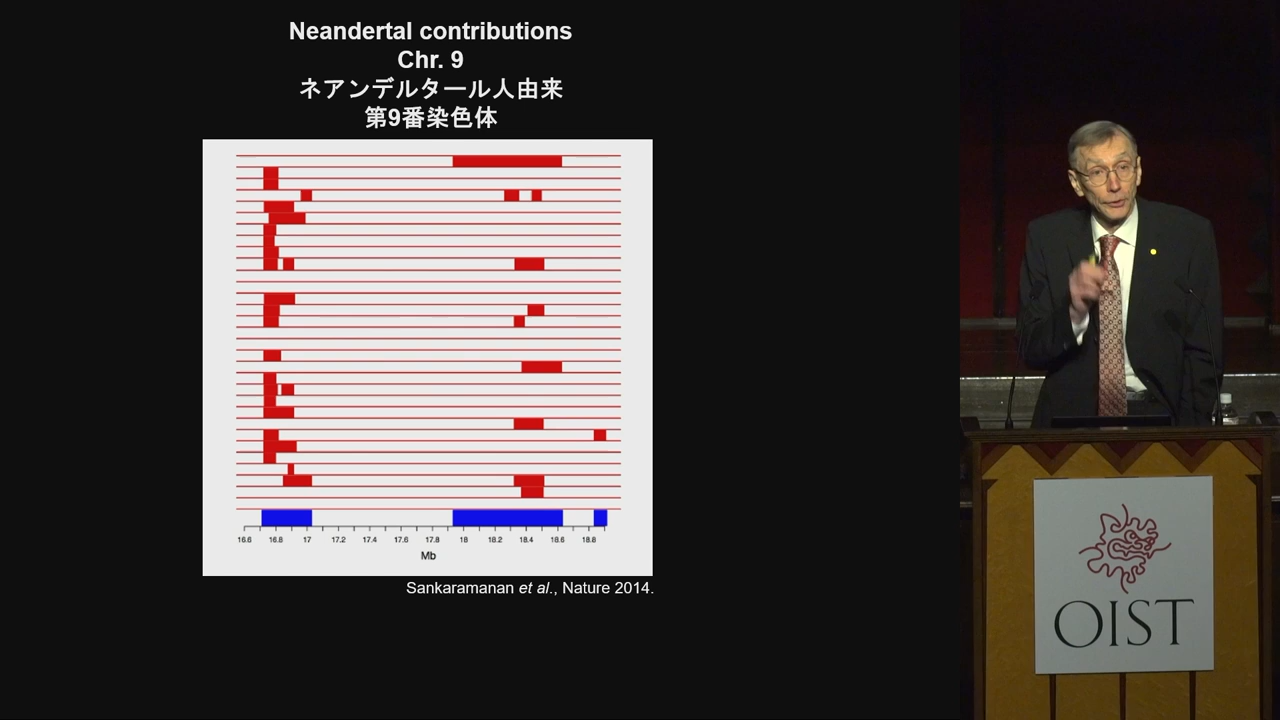 Neandertal contributions
Chr. 9
ネアンデルタール人由来
第9番染色体
16.6 16.8 17 17.2 17.4 17.6 17.8 18 18.2 18.4 18.6 18.8
Mb
Sankaramanan et al., Nature 2014.
OIST